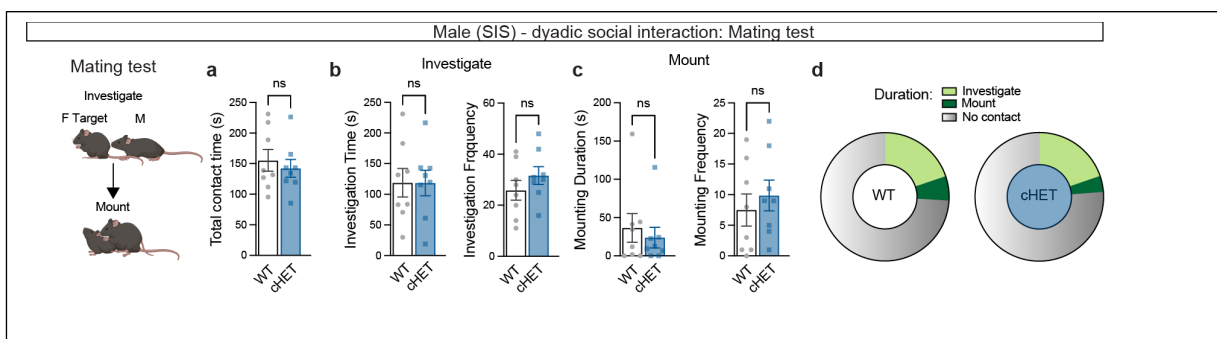 Male (SIS) - dyadic social interaction: Mating test
Mating test
Investigate
F Target M
Mount
a
ns
Total contact time (s)
250
200
150
100
50
0
WT
cHET
b
Investigate
ns
Investigation Time (s)
250
200
150
100
50
0
WT
cHET
ns
Investigation Frqquency
60
40
20
0
WT
cHET
c
Mount
ns
Mounting Duration (s)
200
150
100
50
0
WT
cHET
ns
Mounting Frequency
25
20
15
10
5
0
WT
cHET
d
Duration:
Investigate
Mount
No contact
WT
cHET